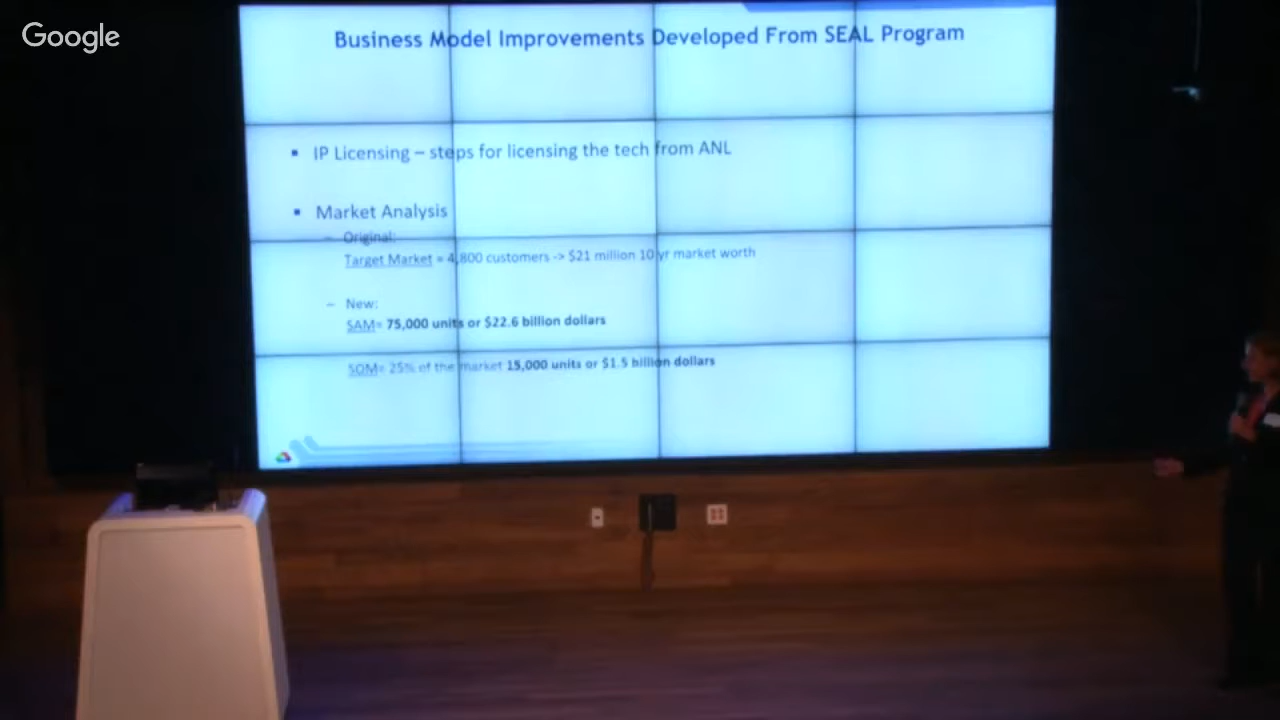 Google
Business Model Improvements Developed From SEAL Program
▪ IP Licensing – steps for licensing the tech from ANL
▪ Market Analysis
– Original:
Target Market = 4,800 customers -> $21 million 10 yr market worth
– New:
SAM= 75,000 units or $22.6 billion dollars
SOM= 25% of the market 15,000 units or $1.5 billion dollars